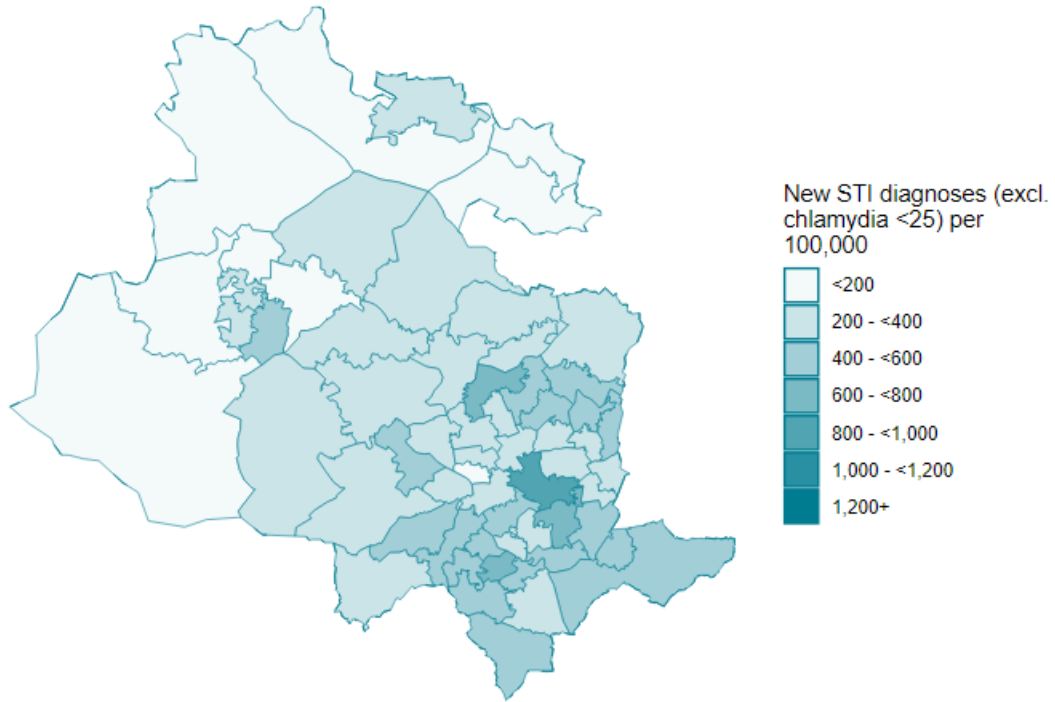 New STI diagnoses (excl.
chlamydia <25) per
100,000
<200
200 - <400
400 - <600
600 - <800
800 - <1,000
1,000 - <1,200
1,200+